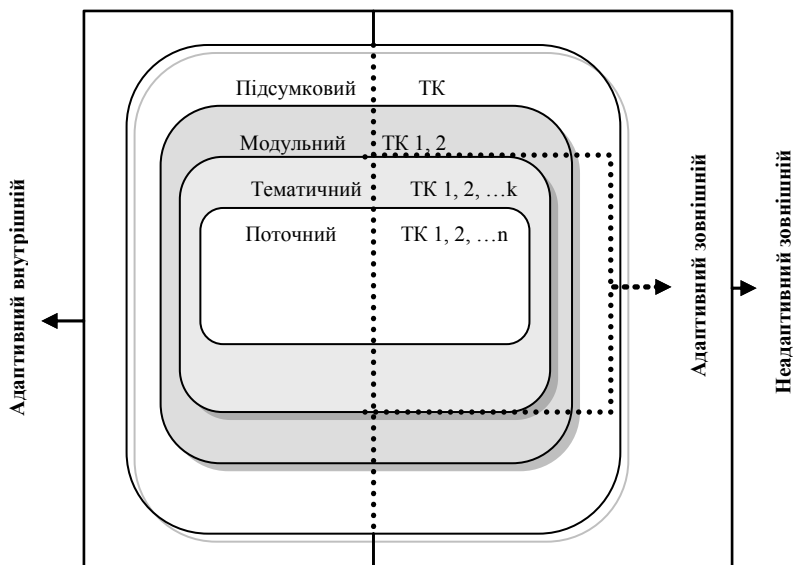 Підсумковий ТК
Модульний ТК 1, 2
Тематичний ТК 1, 2, …k
Поточний ТК 1, 2, …n
Адаптивний внутрішній
Адаптивний зовнішній
Неадаптивний зовнішній